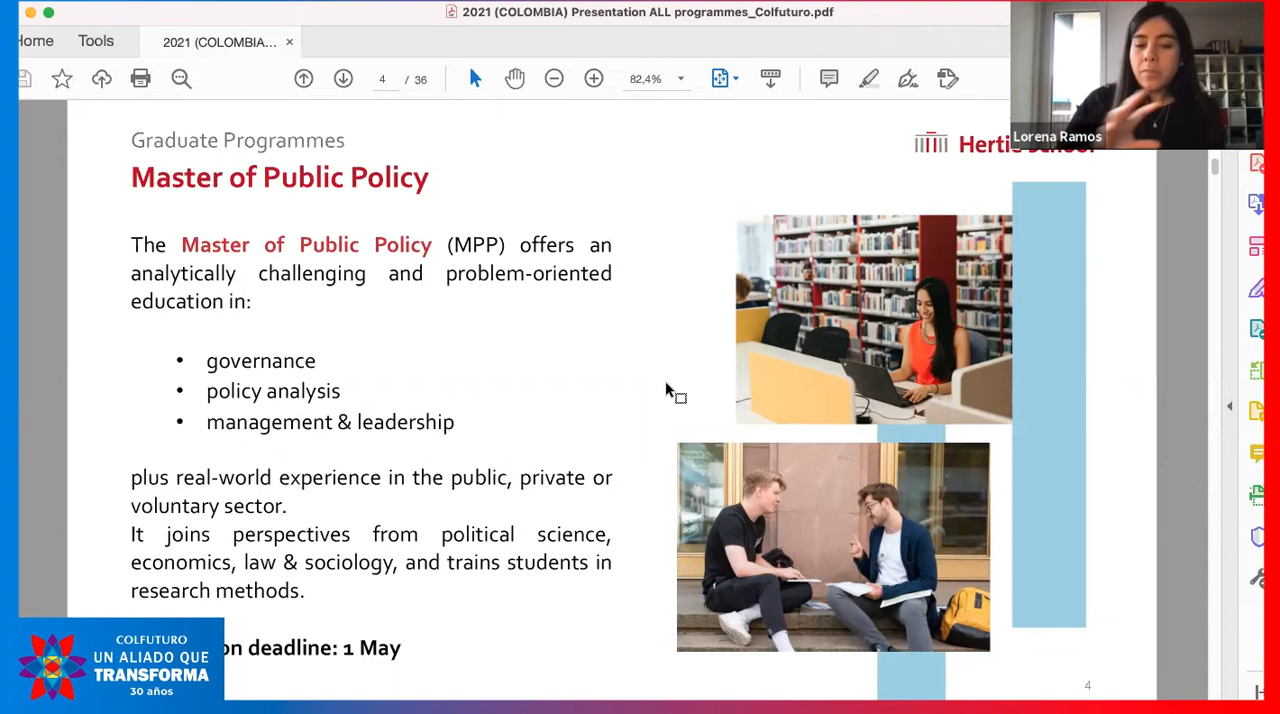 2021 (COLOMBIA) Presentation ALL programmes_Colfuturo.pdf
Home Tools 2021 (COLOMBIA... ×
4 / 36 82,4%
Lorena Ramos
Graduate Programmes
Master of Public Policy
The Master of Public Policy (MPP) offers an
analytically challenging and problem-oriented
education in:
• governance
• policy analysis
• management & leadership
plus real-world experience in the public, private or
voluntary sector.
It joins perspectives from political science,
economics, law & sociology, and trains students in
research methods.
on deadline: 1 May
COLFUTURO
UN ALIADO QUE
TRANSFORMA
30 años
4